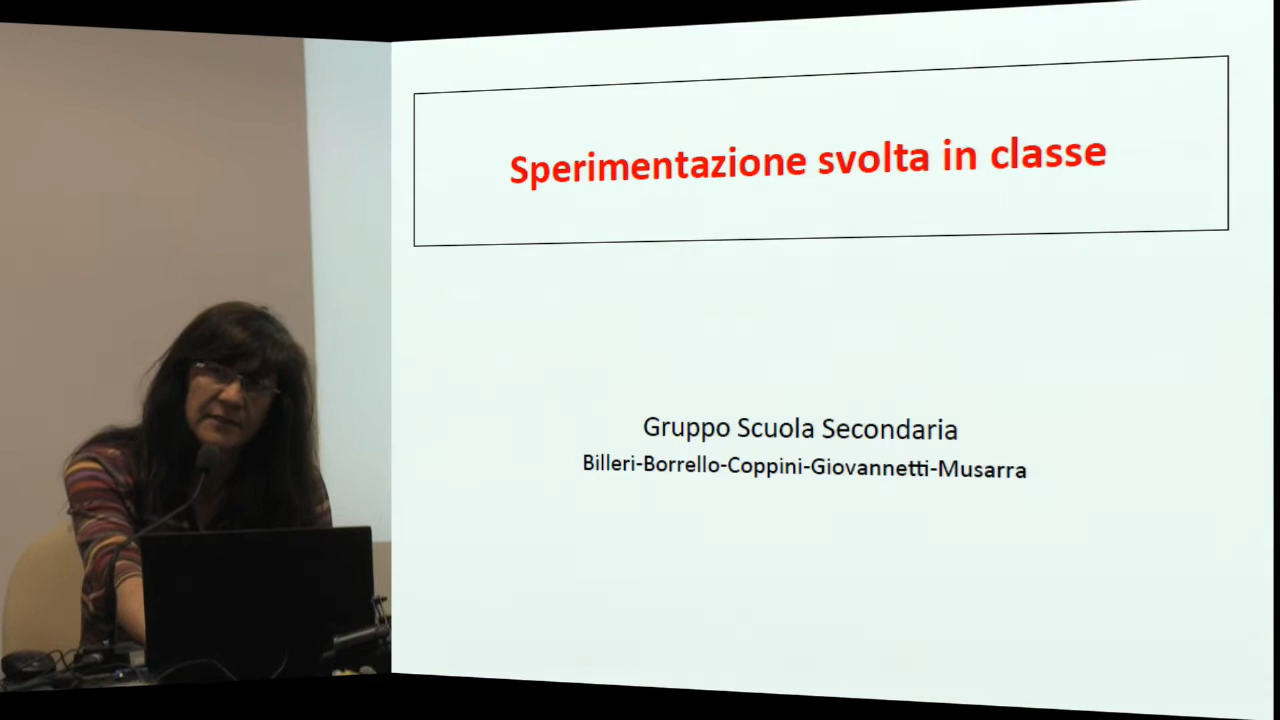 Sperimentazione svolta in classe
Gruppo Scuola Secondaria
Billeri-Borrello-Coppini-Giovannetti-Musarra